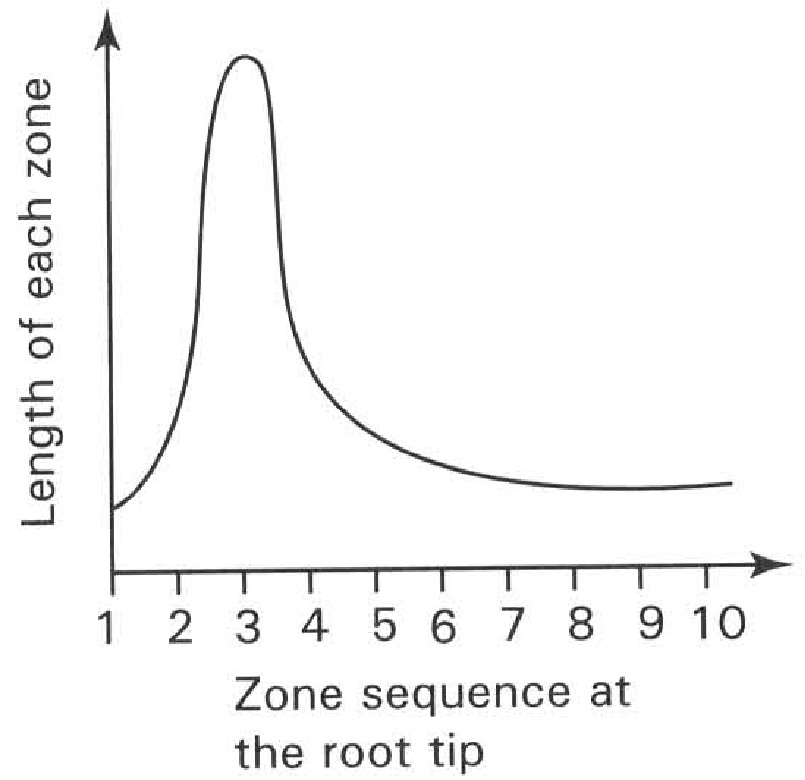 Length of each zone
1 2 3 4 5 6 7 8 9 10
Zone sequence at
the root tip